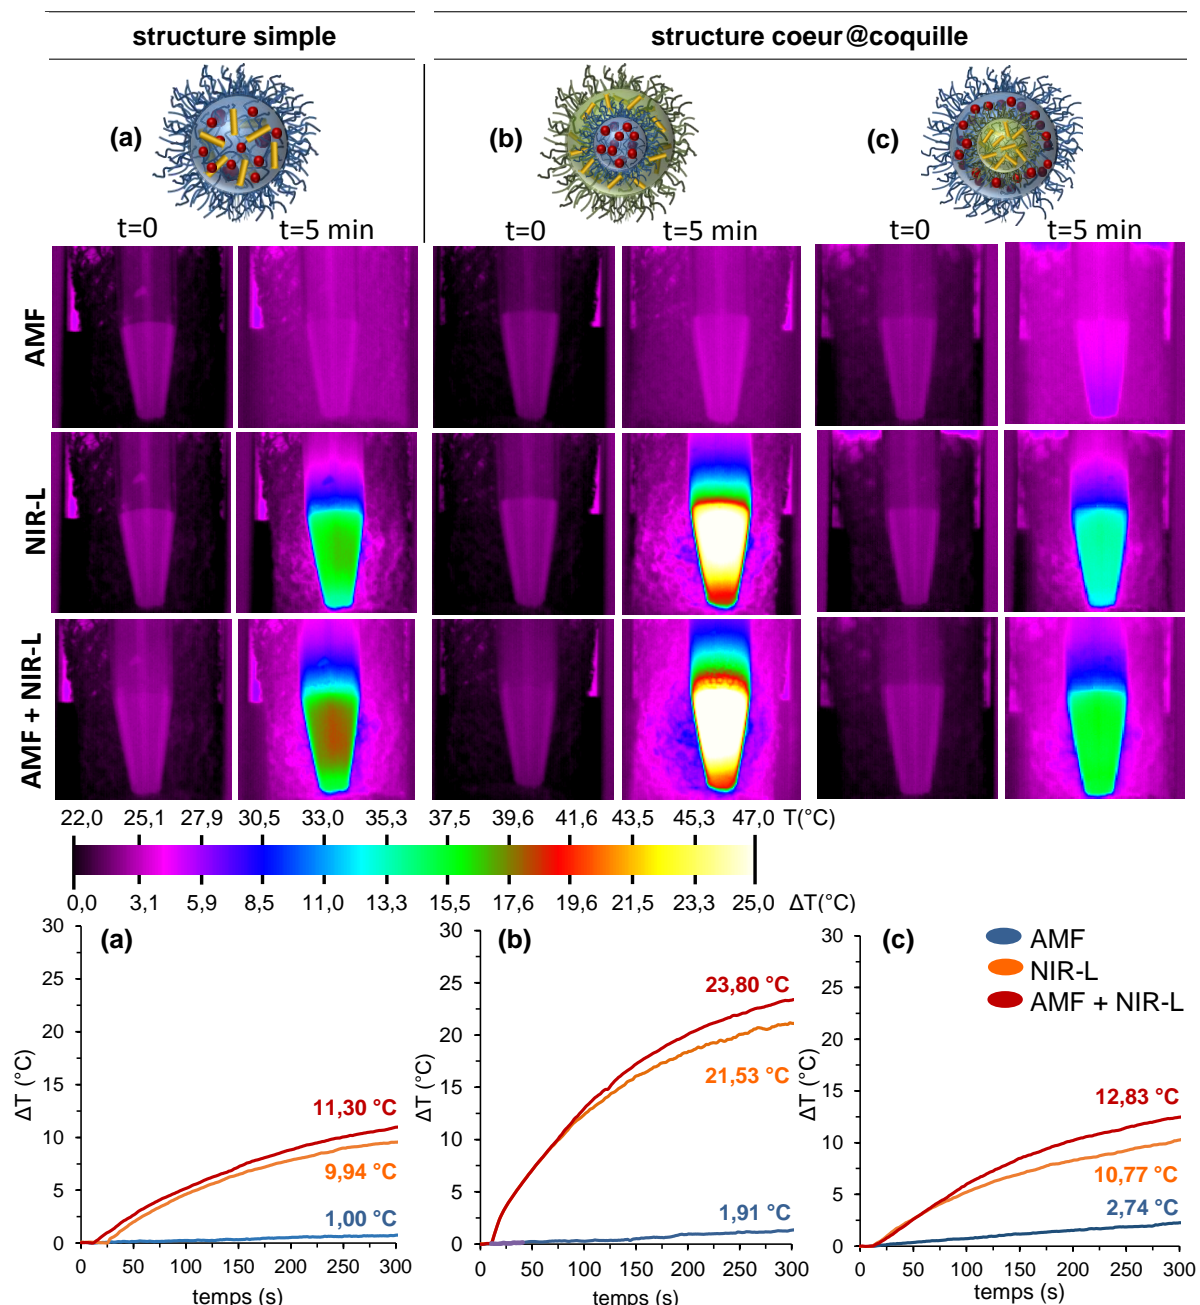 structure simple
structure coeur@coquille
(a)
(b)
(c)
t=0
t=5 min
t=0
t=5 min
t=0
t=5 min
AMF
NIR-L
AMF + NIR-L
22,0 25,1 27,9 30,5 33,0 35,3 37,5 39,6 41,6 43,5 45,3 47,0 T(°C)
0,0 3,1 5,9 8,5 11,0 13,3 15,5 17,6 19,6 21,5 23,3 25,0 ΔT(°C)
(a)
30
25
20
15
10
5
0
ΔT (°C)
11,30 °C
9,94 °C
1,00 °C
0 50 100 150 200 250 300
temps (s)
(b)
30
25
20
15
10
5
0
ΔT (°C)
23,80 °C
21,53 °C
1,91 °C
0 50 100 150 200 250 300
temps (s)
(c)
AMF
NIR-L
AMF + NIR-L
30
25
20
15
10
5
0
ΔT (°C)
12,83 °C
10,77 °C
2,74 °C
0 50 100 150 200 250 300
temps (s)